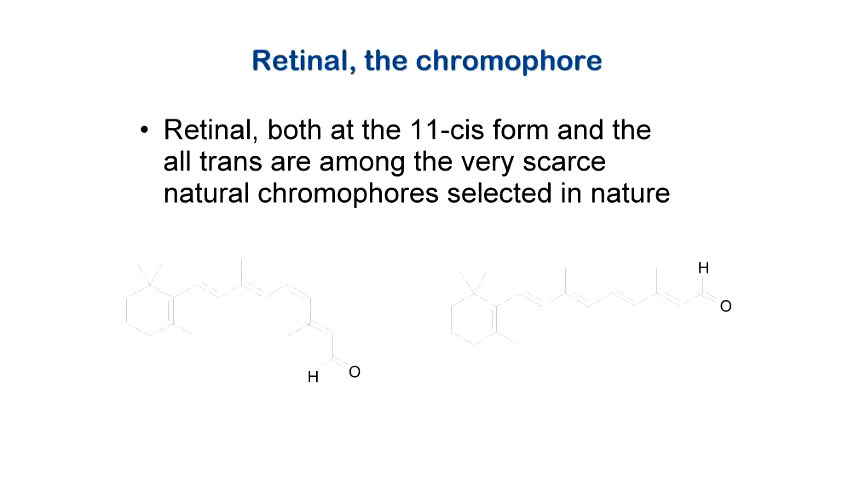 Retinal, the chromophore
• Retinal, both at the 11-cis form and the
all trans are among the very scarce
natural chromophores selected in nature
H
O
H
O